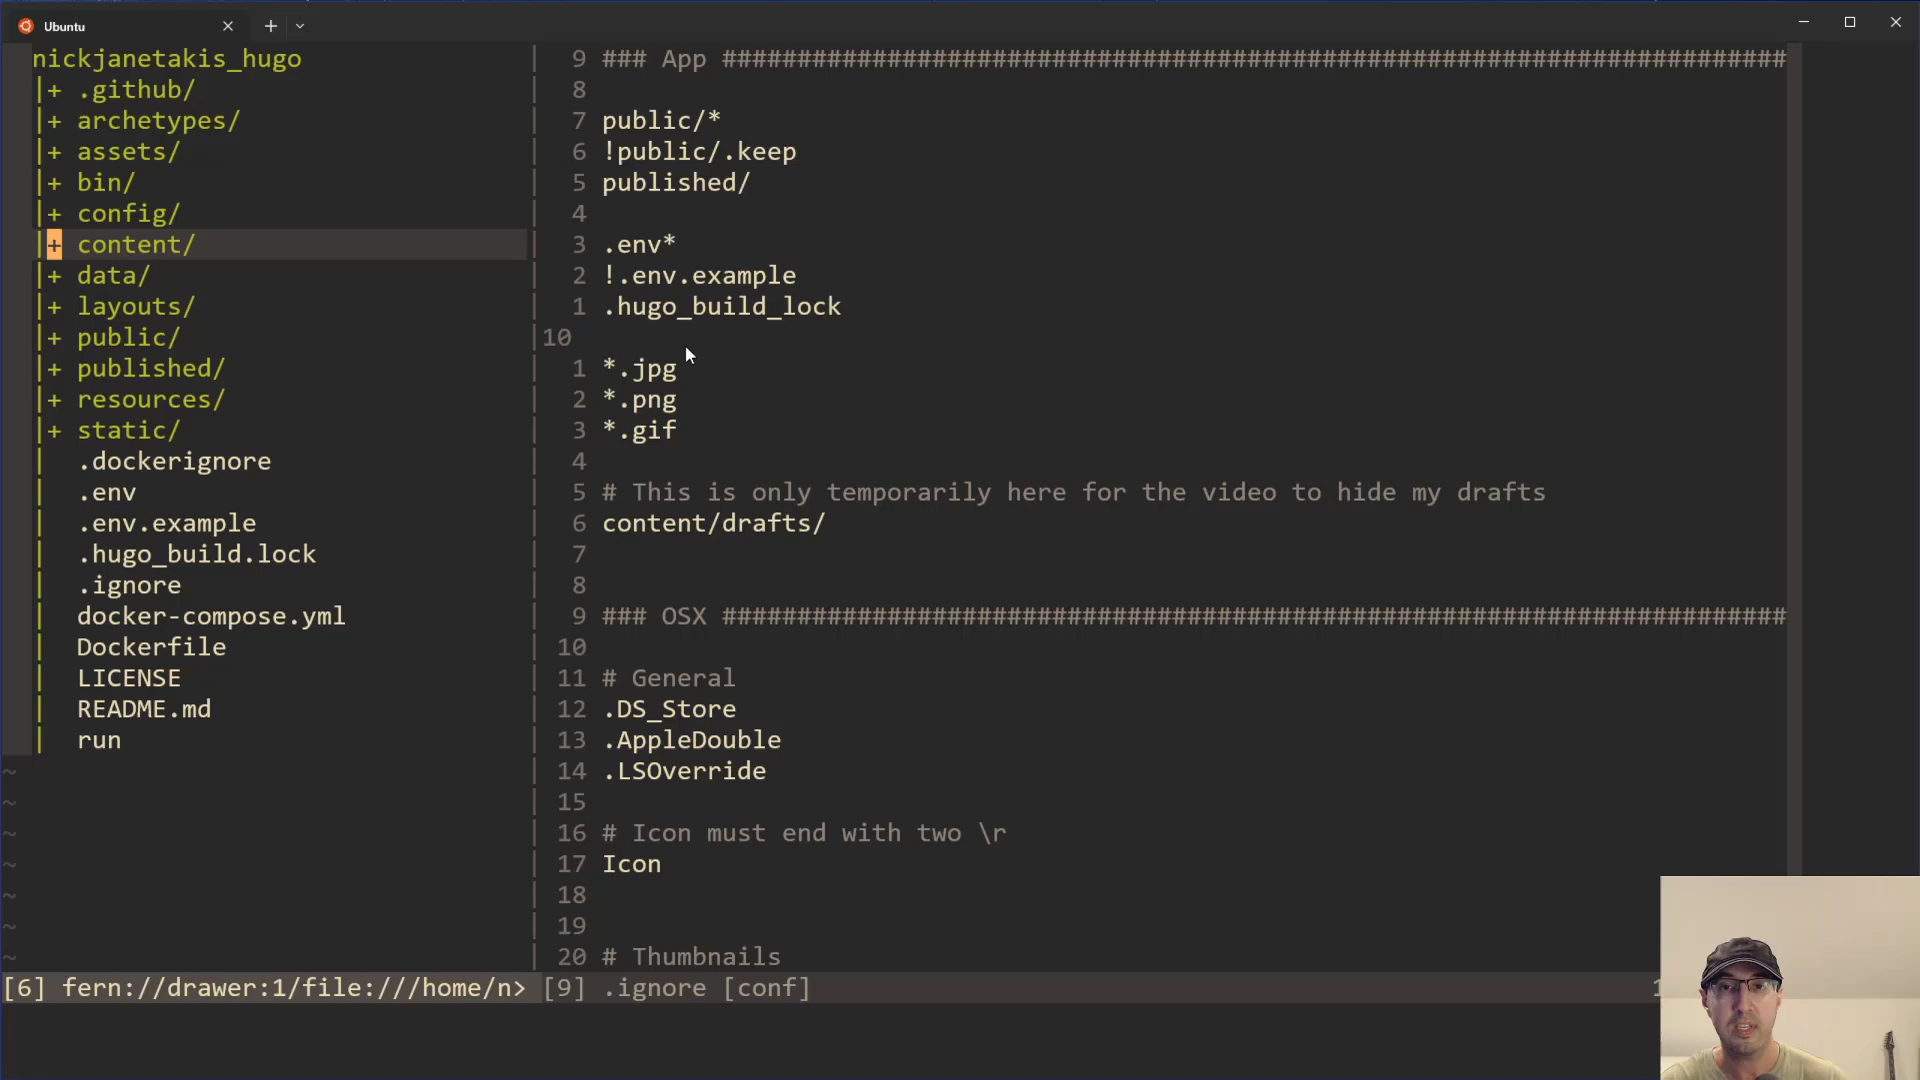 Ubuntu
nickjanetakis_hugo
|+ .github/
|+ archetypes/
|+ assets/
|+ bin/
|+ config/
|+ content/
|+ data/
|+ layouts/
|+ public/
|+ published/
|+ resources/
|+ static/
| .dockerignore
| .env
| .env.example
| .hugo_build.lock
| .ignore
| docker-compose.yml
| Dockerfile
| LICENSE
| README.md
| run
~
~
~
~
~
~
~
9 ### App #######################################################################
8
7 public/*
6 !public/.keep
5 published/
4
3 .env*
2 !.env.example
1 .hugo_build_lock
10
1 *.jpg
2 *.png
3 *.gif
4
5 # This is only temporarily here for the video to hide my drafts
6 content/drafts/
7
8
9 ### OSX #######################################################################
10
11 # General
12 .DS_Store
13 .AppleDouble
14 .LSOverride
15
16 # Icon must end with two \r
17 Icon
18
19
20 # Thumbnails
[6] fern://drawer:1/file:///home/n> [9] .ignore [conf]